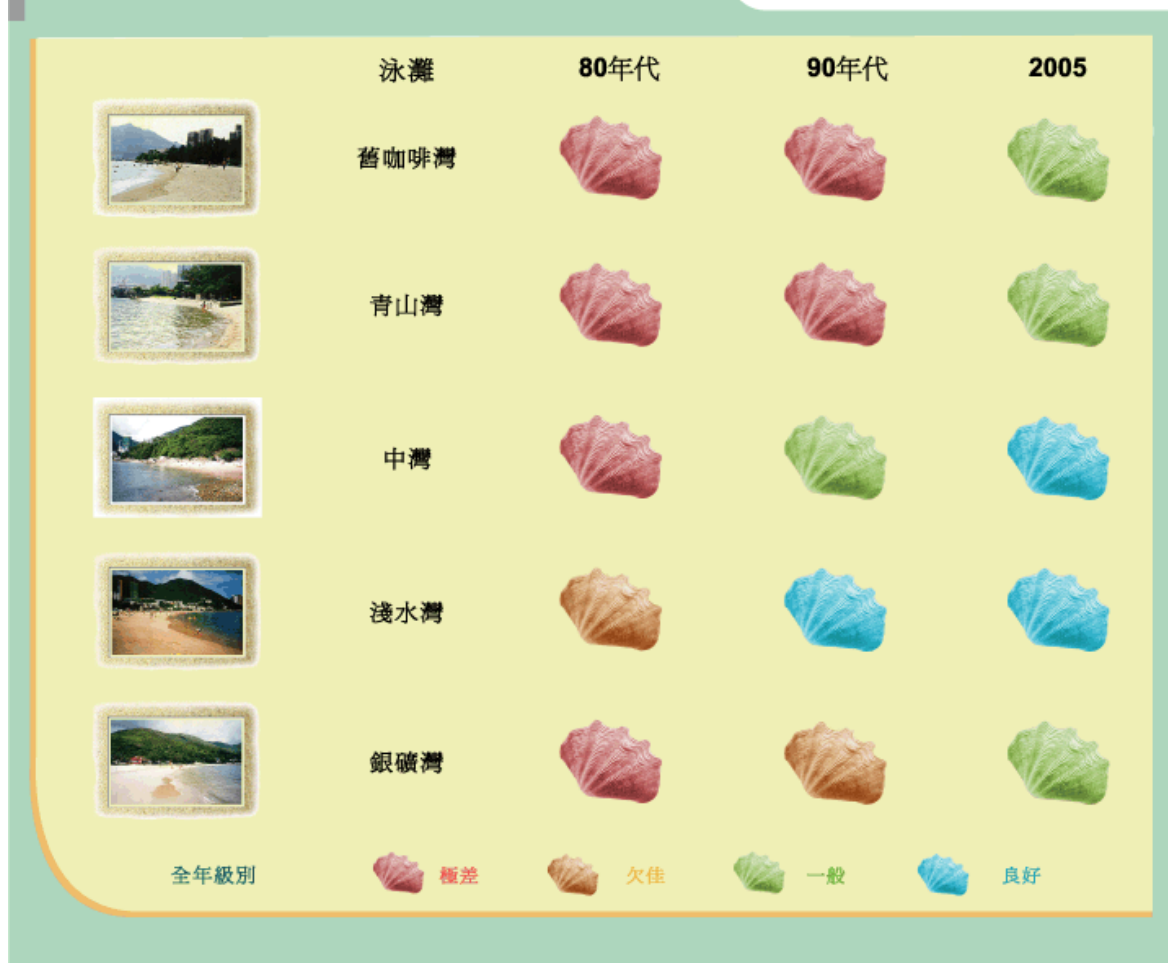 泳灘 80年代 90年代 2005
舊咖啡灣
青山灣
中灣
淺水灣
銀礦灣
全年級別 極差 欠佳 一般 良好